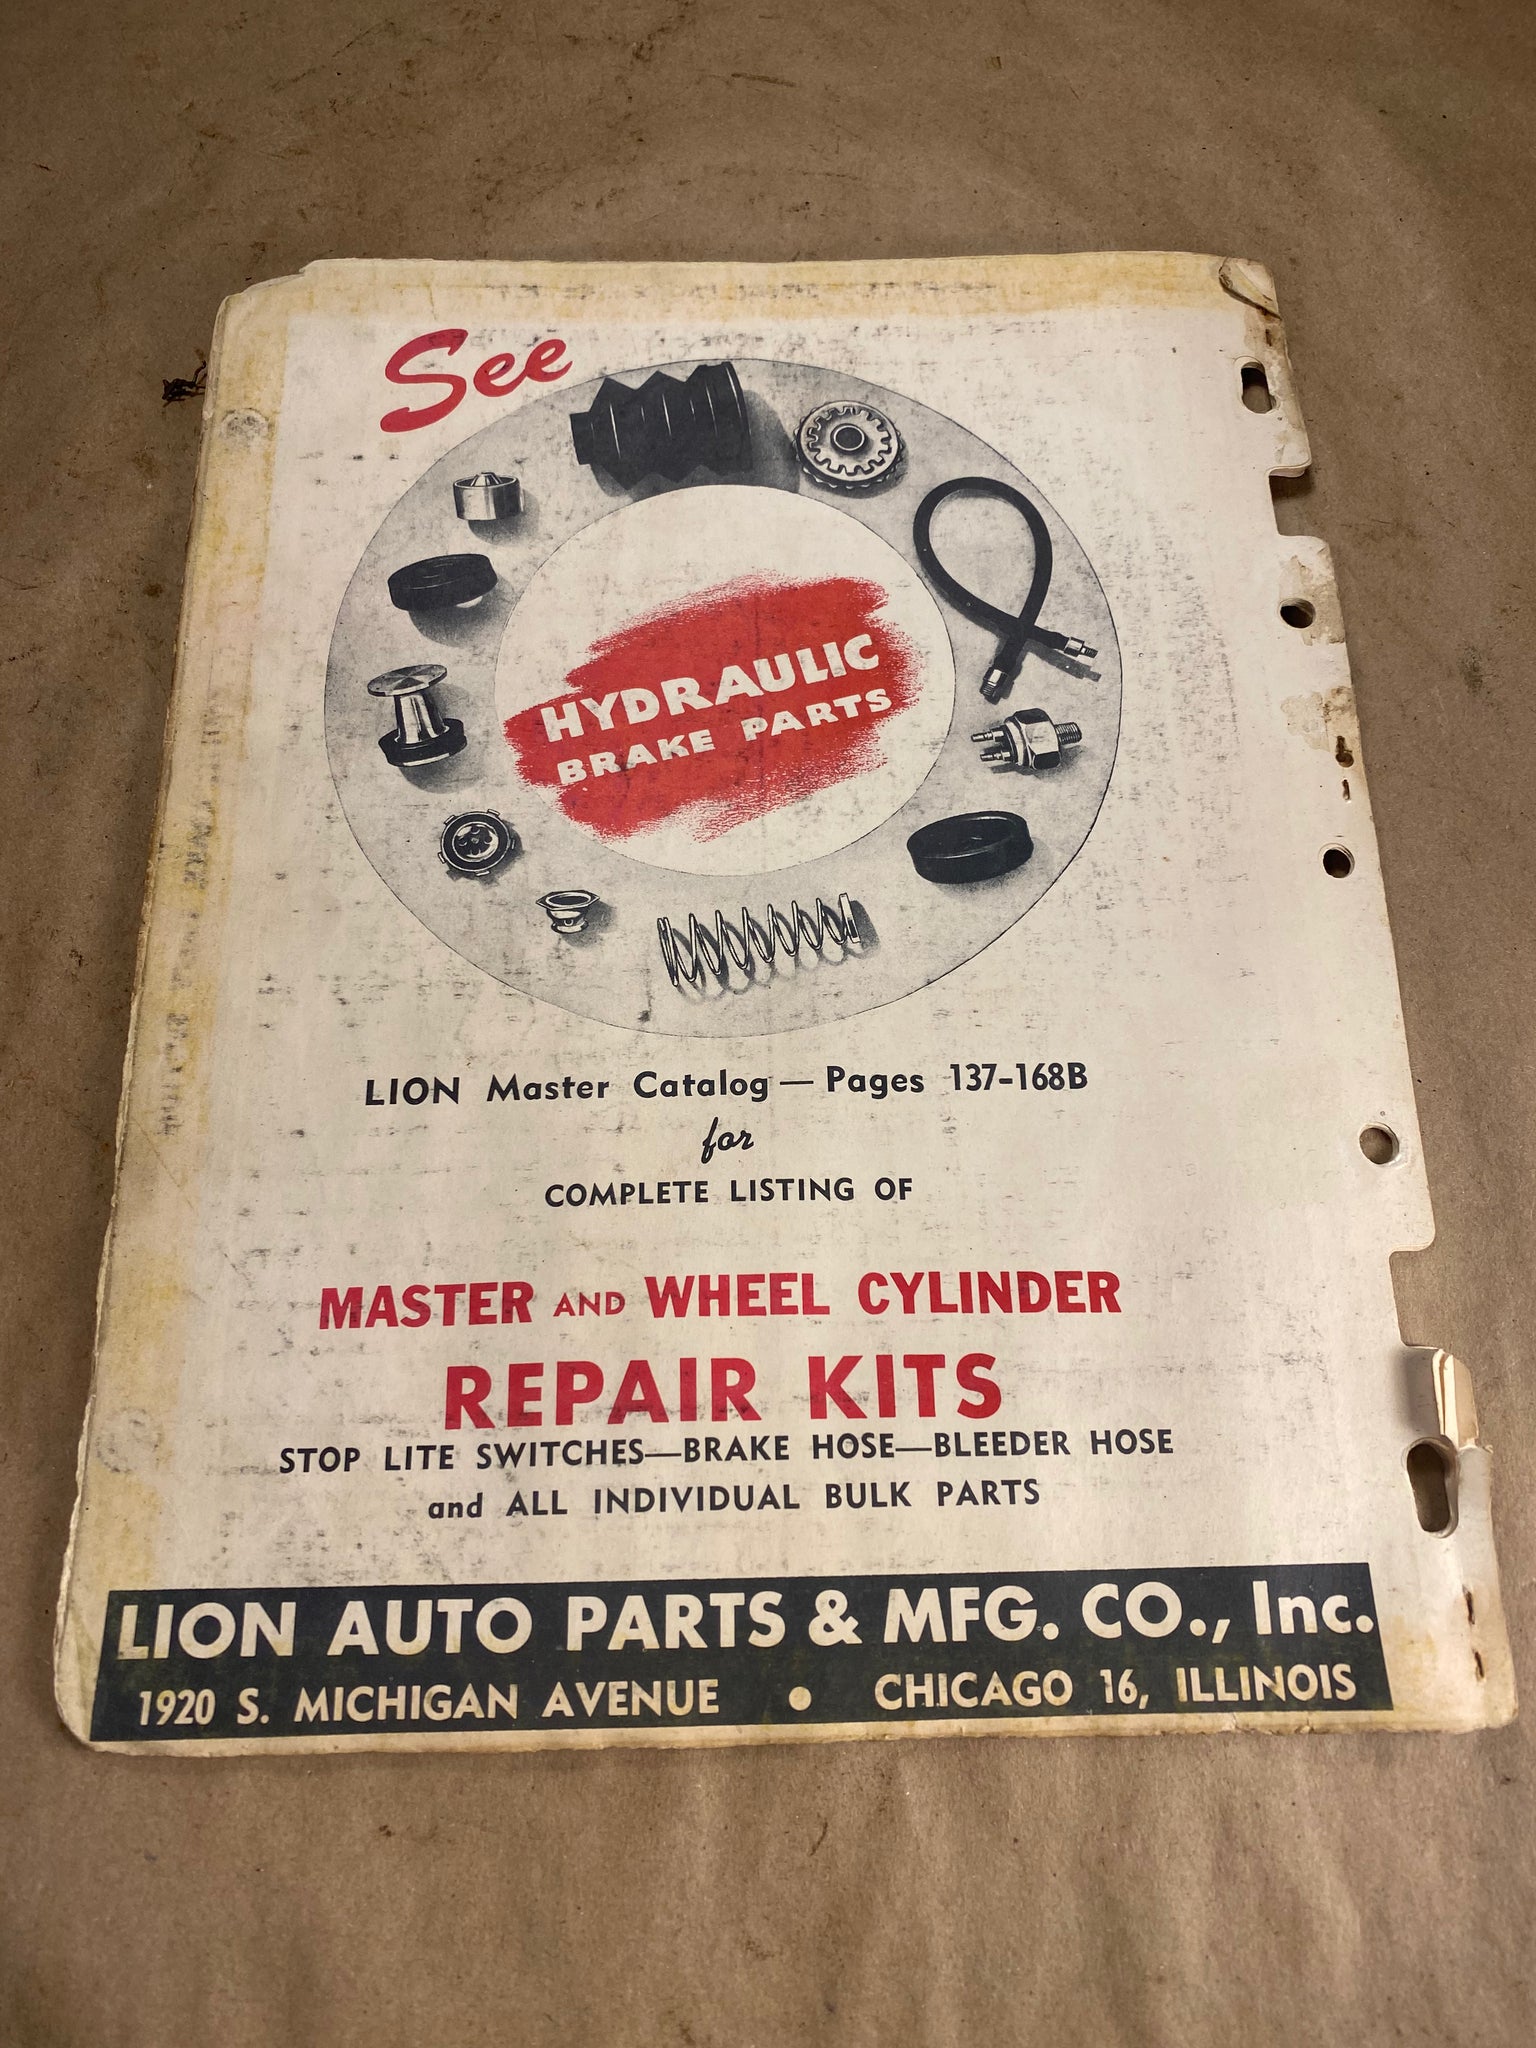 See
HYDRAULIC
BRAKE PARTS
LION Master Catalog — Pages 137-168B
for
COMPLETE LISTING OF
MASTER AND WHEEL CYLINDER
REPAIR KITS
STOP LITE SWITCHES—BRAKE HOSE—BLEEDER HOSE
and ALL INDIVIDUAL BULK PARTS
LION AUTO PARTS & MFG. CO., Inc.
1920 S. MICHIGAN AVENUE • CHICAGO 16, ILLINOIS